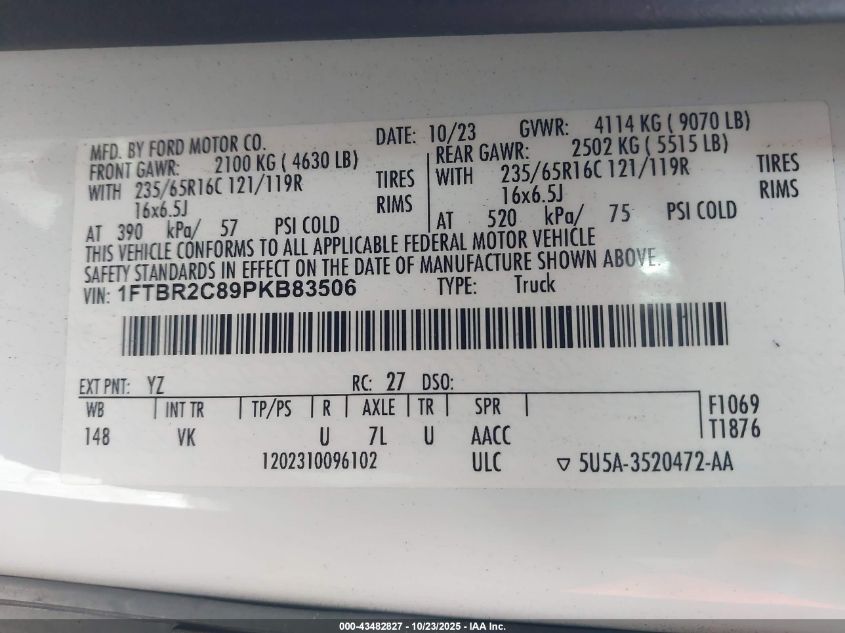 MFD. BY FORD MOTOR CO. DATE: 10/23 GVWR: 4114 KG ( 9070 LB)
FRONT GAWR: 2100 KG ( 4630 LB) REAR GAWR: 2502 KG ( 5515 LB)
WITH 235/65R16C 121/119R TIRES WITH 235/65R16C 121/119R TIRES
16x6.5J RIMS 16x6.5J RIMS
AT 390 kPa/ 57 PSI COLD AT 520 kPa/ 75 PSI COLD
THIS VEHICLE CONFORMS TO ALL APPLICABLE FEDERAL MOTOR VEHICLE
SAFETY STANDARDS IN EFFECT ON THE DATE OF MANUFACTURE SHOWN ABOVE.
VIN: 1FTBR2C89PKB83506 TYPE: Truck
EXT PNT: YZ RC: 27 DSO:
WB INT TR TP/PS R AXLE TR SPR F1069
148 VK U 7L U AACC T1876
1202310096102 ULC ▽ 5U5A-3520472-AA
000-43482827 - 10/23/2025 - IAA Inc.